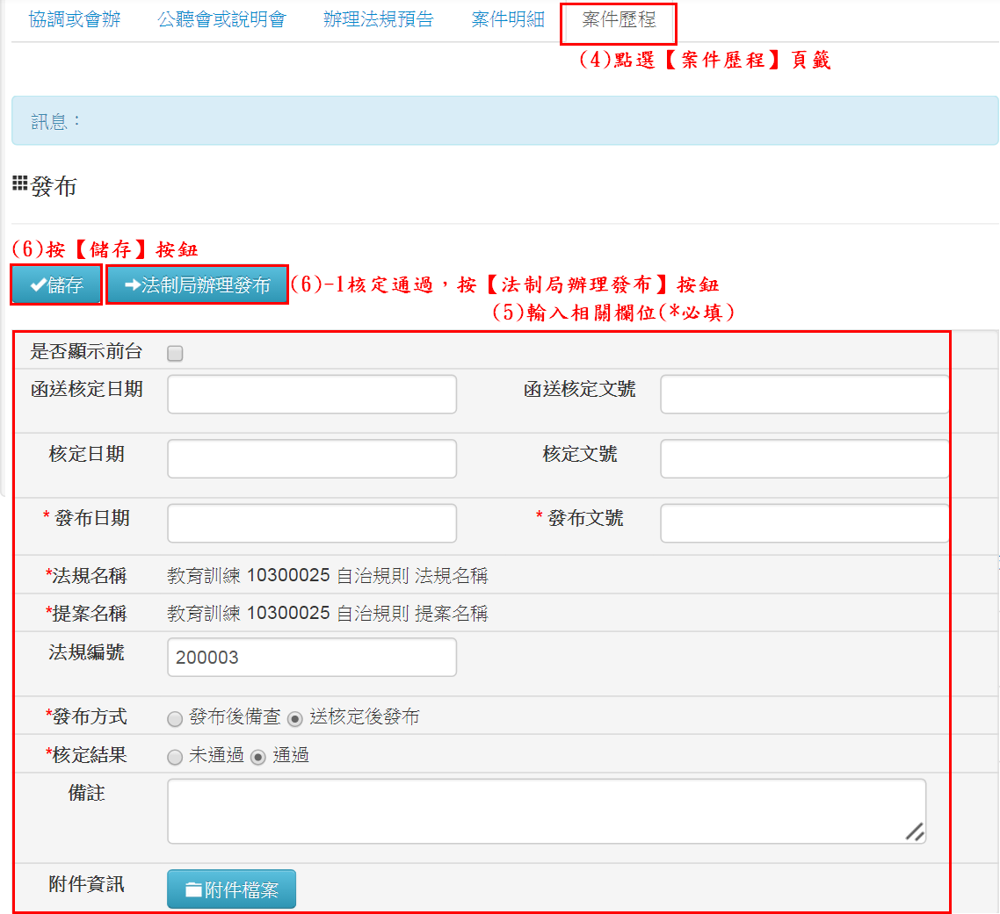 協調或會辦 公聽會或說明會 辦理法規預告 案件明細 案件歷程
(4)點選【案件歷程】頁籤
訊息：
發布
(6)按【儲存】按鈕
儲存 法制局辦理發布 (6)-1核定通過，按【法制局辦理發布】按鈕
(5)輸入相關欄位(*必填)
是否顯示前台
函送核定日期 函送核定文號
核定日期 核定文號
* 發布日期 * 發布文號
*法規名稱 教育訓練 10300025 自治規則 法規名稱
*提案名稱 教育訓練 10300025 自治規則 提案名稱
法規編號 200003
*發布方式 發布後備查 送核定後發布
*核定結果 未通過 通過
備註
附件資訊 附件檔案